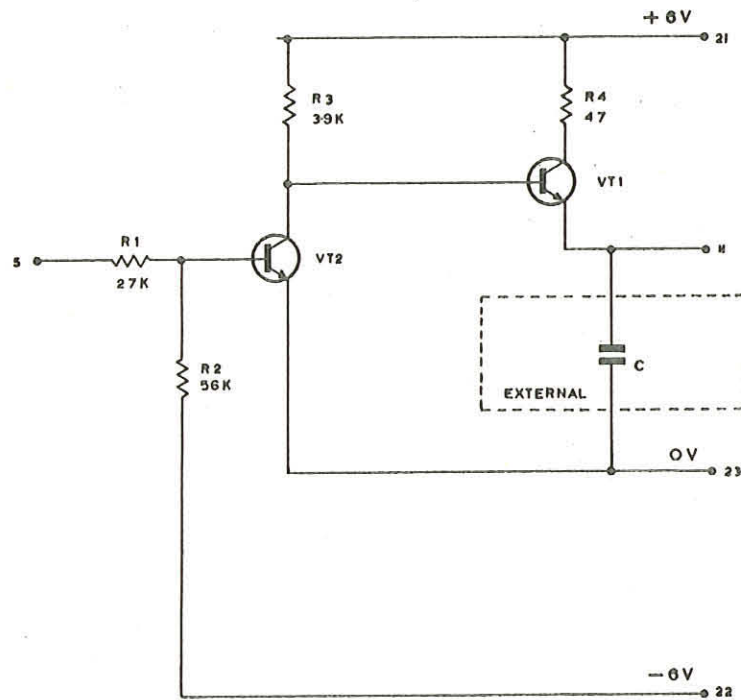 + 6V
21
R3
3·9K
R4
47
VT1
R1
27K
5
VT2
11
R2
56K
C
EXTERNAL
0V
23
-6V
22